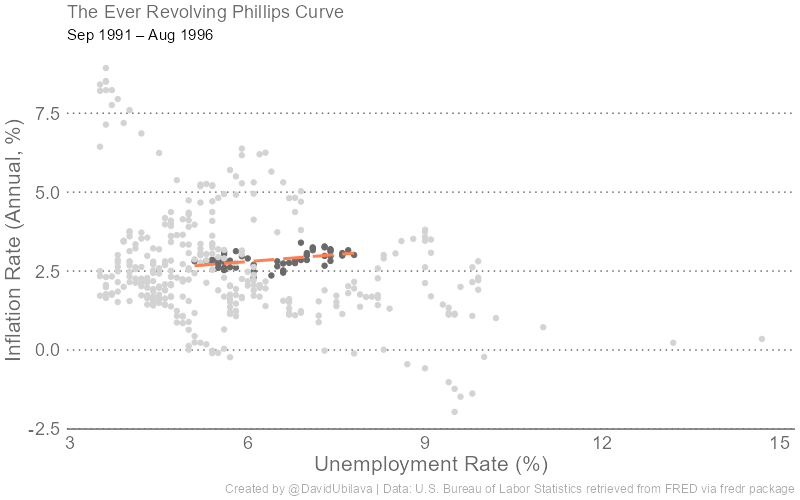 The Ever Revolving Phillips Curve
Sep 1991 – Aug 1996
Inflation Rate (Annual, %)
7.5
5.0
2.5
0.0
-2.5
3 6 9 12 15
Unemployment Rate (%)
Created by @DavidUbilava | Data: U.S. Bureau of Labor Statistics retrieved from FRED via fredr package